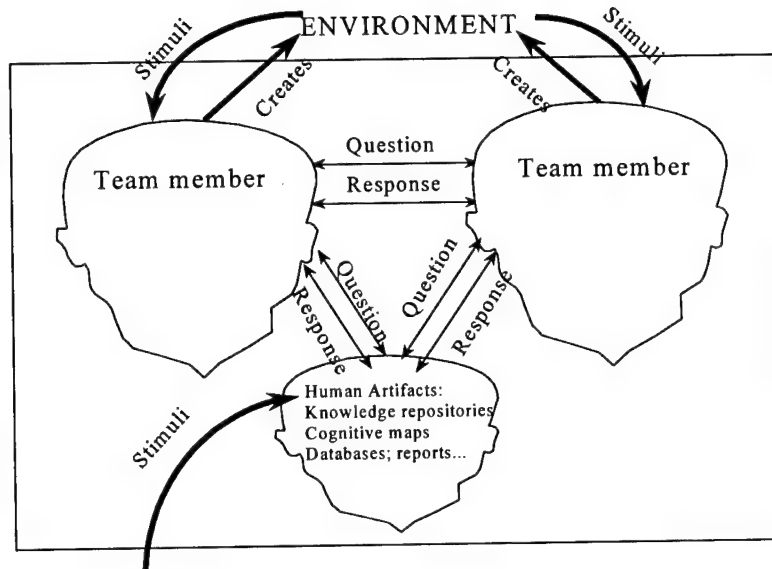 ENVIRONMENT
Stimuli
Stimuli
Creates
Creates
Team member
Question
Response
Team member
Question
Response
Question
Response
Human Artifacts:
Knowledge repositories
Cognitive maps
Databases; reports...
Stimuli